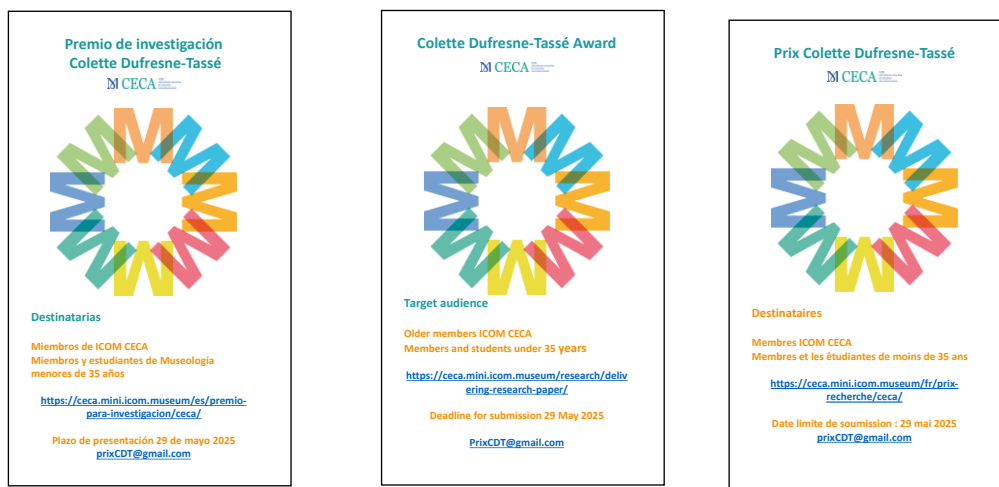 Premio de investigación
Colette Dufresne-Tassé
CECA
Destinatarias
Miembros de ICOM CECA
Miembros y estudiantes de Museología
menores de 35 años
https://ceca.mini.icom.museum/es/premio-
para-investigacion/ceca/
Plazo de presentación 29 de mayo 2025
prixCDT@gmail.com
Colette Dufresne-Tassé Award
CECA
Target audience
Older members ICOM CECA
Members and students under 35 years
https://ceca.mini.icom.museum/research/deliv
ering-research-paper/
Deadline for submission 29 May 2025
PrixCDT@gmail.com
Prix Colette Dufresne-Tassé
CECA
Destinataires
Membres ICOM CECA
Membres et les êtudiantes de moins de 35 ans
https://ceca.mini.icom.museum/fr/prix-
recherche/ceca/
Date limite de soumission : 29 mai 2025
prixCDT@gmail.com